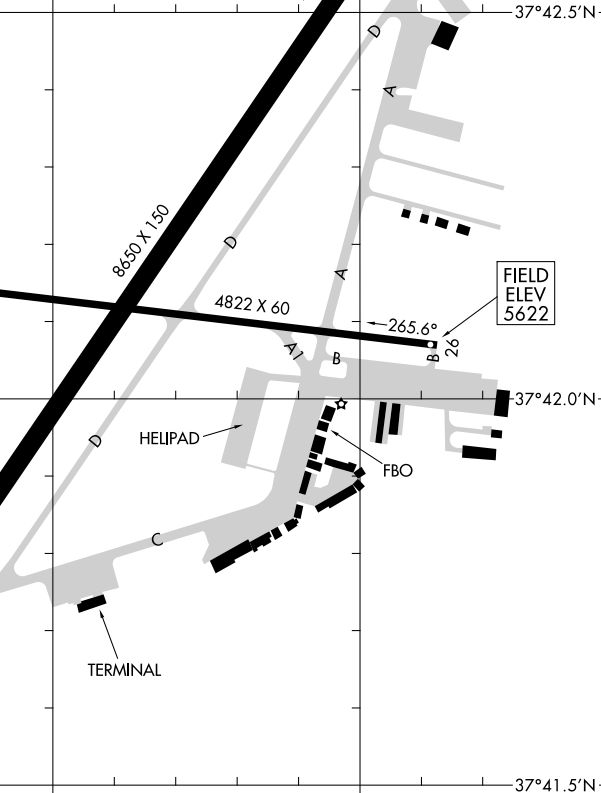 37°42.5'N
D
A
8650 X 150
D
A
FIELD
ELEV
5622
4822 X 60
265.6°
A1
B
B
26
37°42.0'N
HELIPAD
D
FBO
C
TERMINAL
37°41.5'N